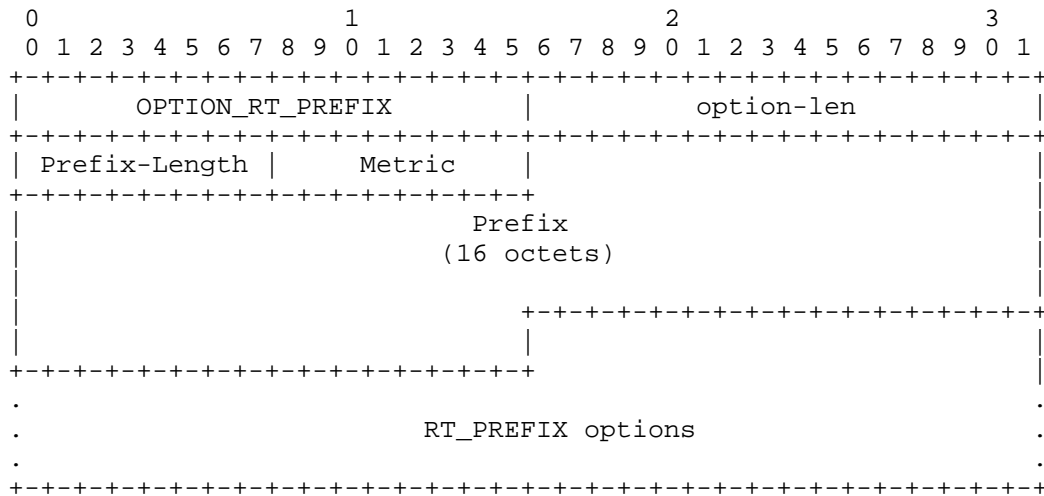 0                   1                   2                   3
 0 1 2 3 4 5 6 7 8 9 0 1 2 3 4 5 6 7 8 9 0 1 2 3 4 5 6 7 8 9 0 1
+-+-+-+-+-+-+-+-+-+-+-+-+-+-+-+-+-+-+-+-+-+-+-+-+-+-+-+-+-+-+-+-+
|       OPTION_RT_PREFIX        |          option-len           |
+-+-+-+-+-+-+-+-+-+-+-+-+-+-+-+-+-+-+-+-+-+-+-+-+-+-+-+-+-+-+-+-+
| Prefix-Length |     Metric    |                               |
+-+-+-+-+-+-+-+-+-+-+-+-+-+-+-+-+                               |
|                            Prefix                             |
|                          (16 octets)                          |
|                                                               |
|                               +-+-+-+-+-+-+-+-+-+-+-+-+-+-+-+-+
|                               |                               |
+-+-+-+-+-+-+-+-+-+-+-+-+-+-+-+-+                               |
.                                                               .
.                         RT_PREFIX options                     .
.                                                               .
+-+-+-+-+-+-+-+-+-+-+-+-+-+-+-+-+-+-+-+-+-+-+-+-+-+-+-+-+-+-+-+-+